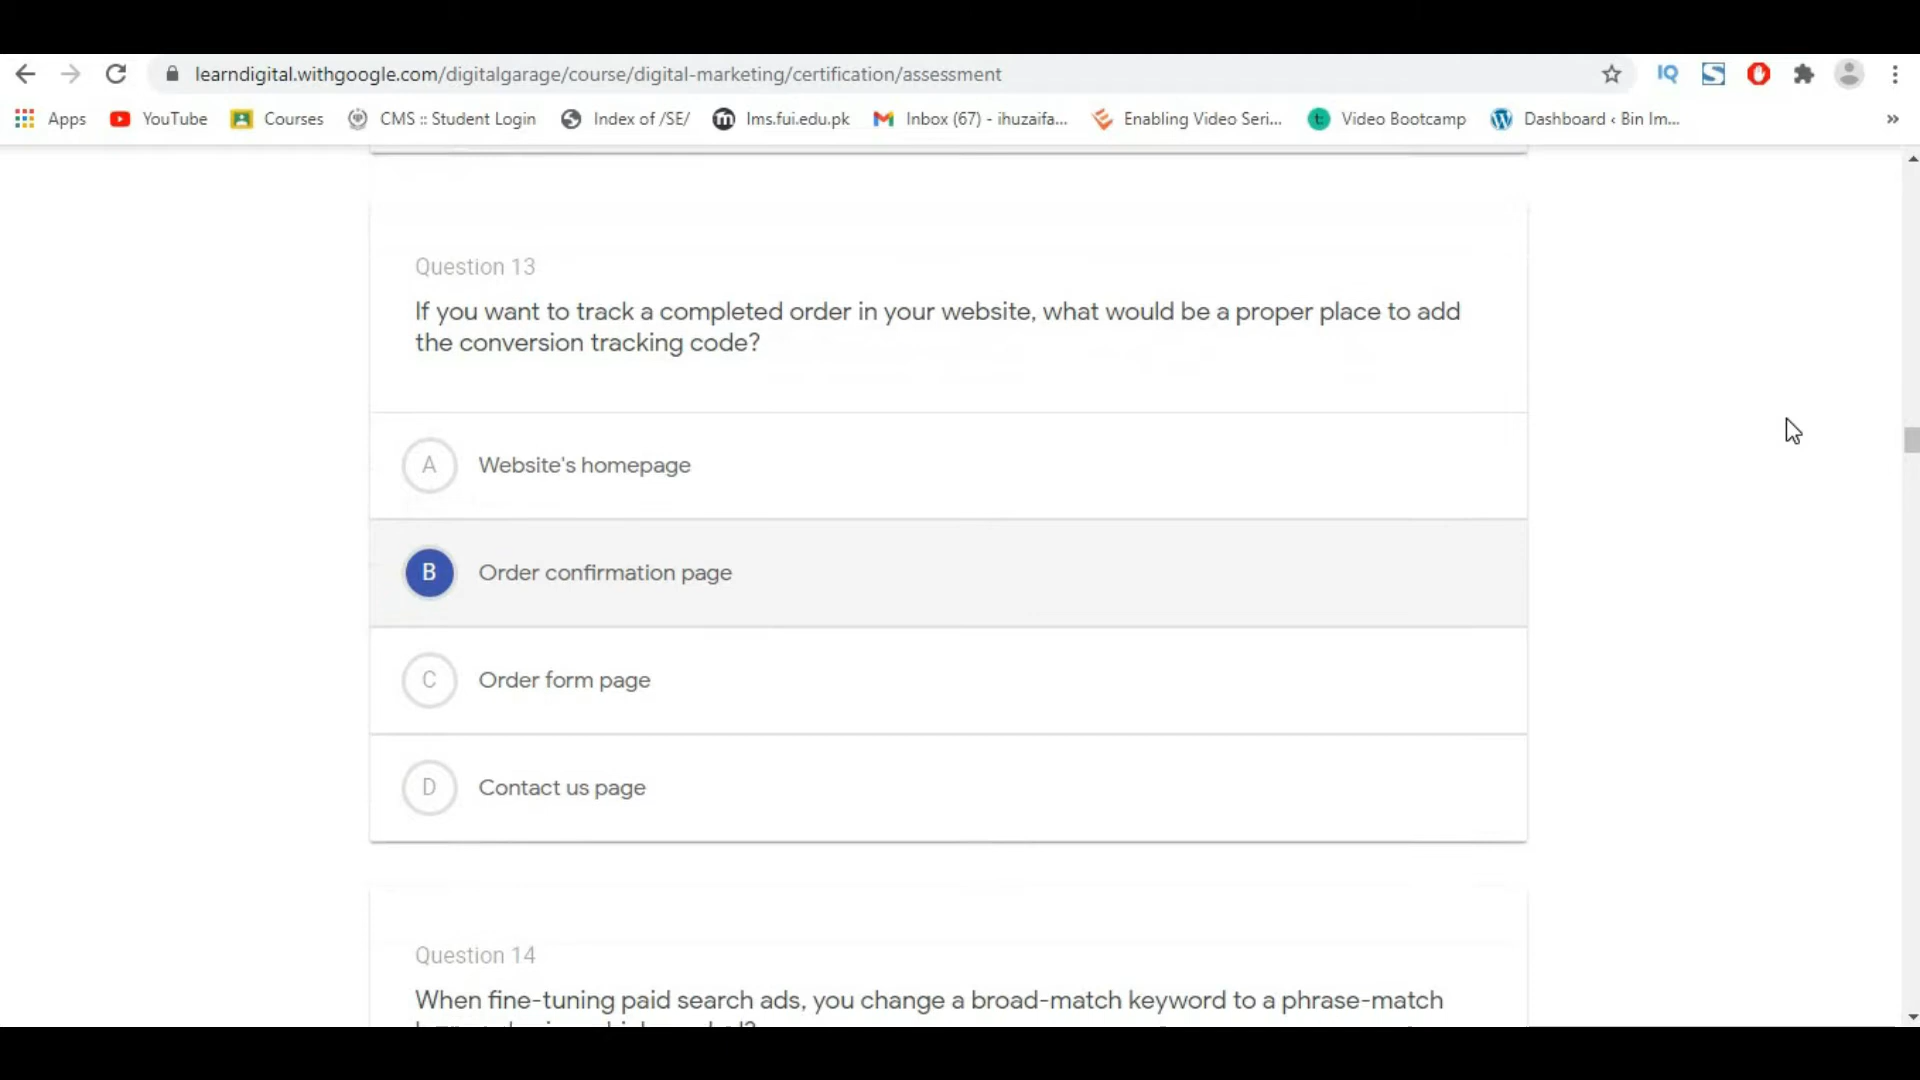 learndigital.withgoogle.com/digitalgarage/course/digital-marketing/certification/assessment
IQ
Apps YouTube Courses CMS :: Student Login Index of /SE/ lms.fui.edu.pk Inbox (67) - ihuzaifa... Enabling Video Seri... Video Bootcamp Dashboard ‹ Bin Im... »
Question 13
If you want to track a completed order in your website, what would be a proper place to add
the conversion tracking code?
A Website's homepage
B Order confirmation page
C Order form page
D Contact us page
Question 14
When fine-tuning paid search ads, you change a broad-match keyword to a phrase-match